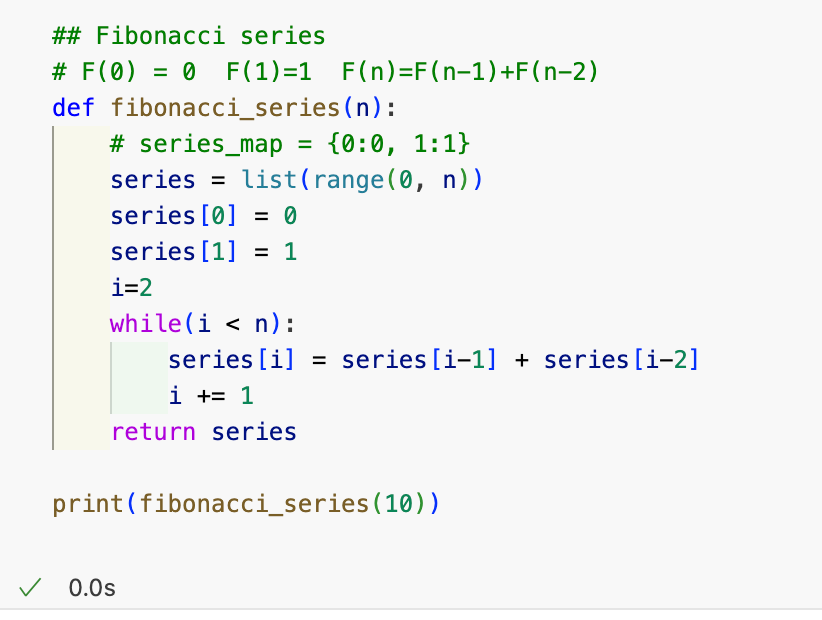 ## Fibonacci series
# F(0) = 0  F(1)=1  F(n)=F(n-1)+F(n-2)
def fibonacci_series(n):
    # series_map = {0:0, 1:1}
    series = list(range(0, n))
    series[0] = 0
    series[1] = 1
    i=2
    while(i < n):
        series[i] = series[i-1] + series[i-2]
        i += 1
    return series
print(fibonacci_series(10))
0.0s